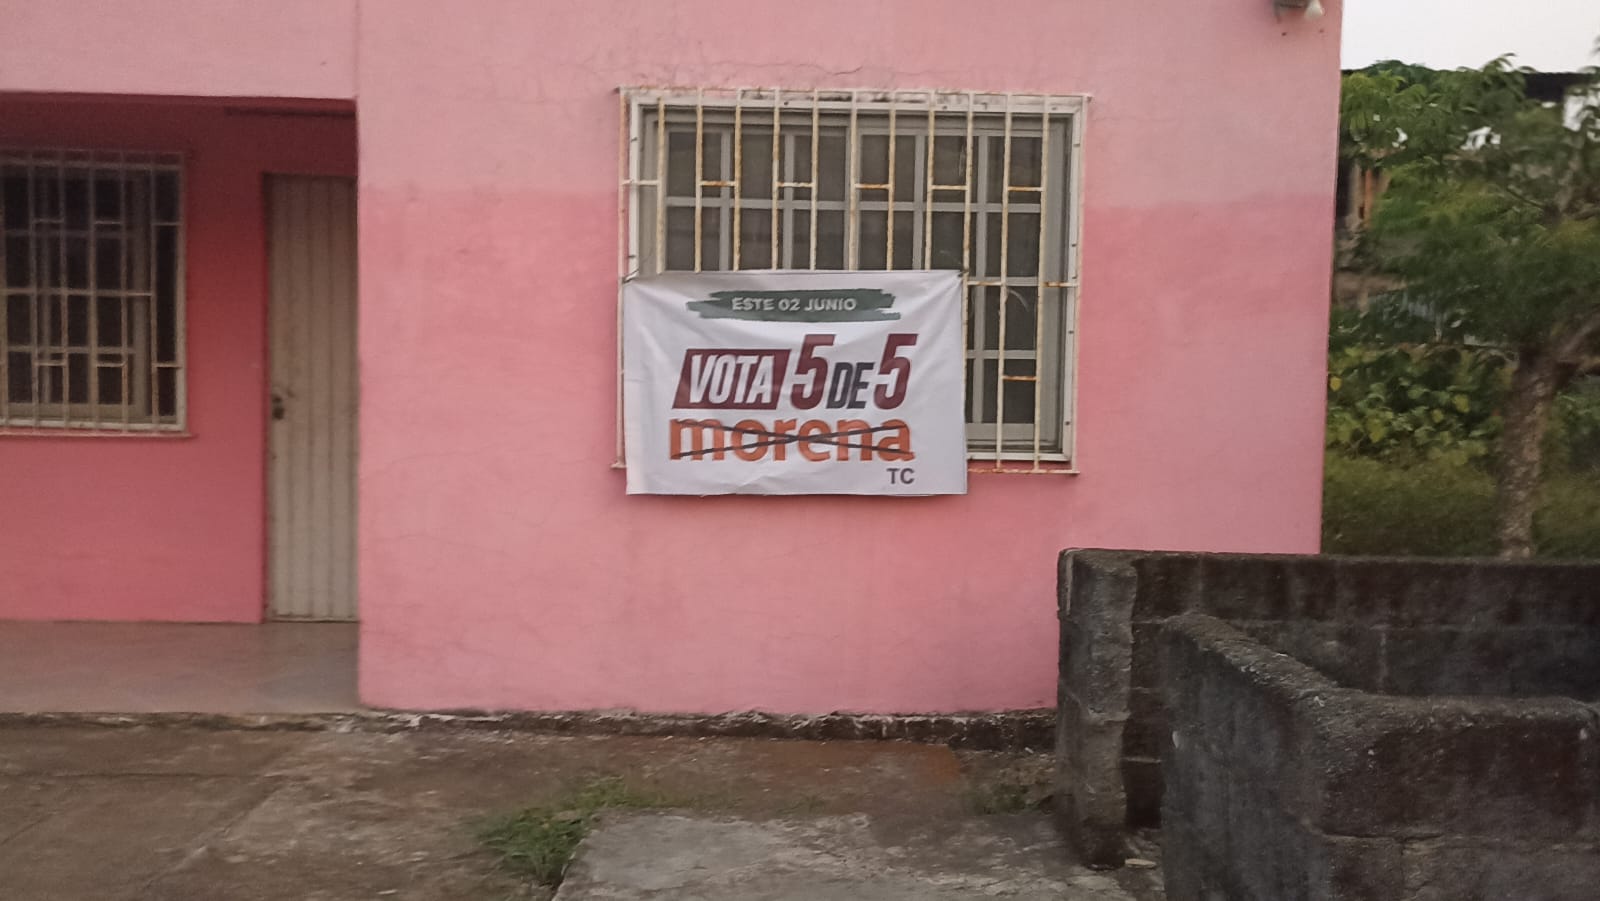 ESTE 02 JUNIO
VOTA 5 DE 5
morena
TC